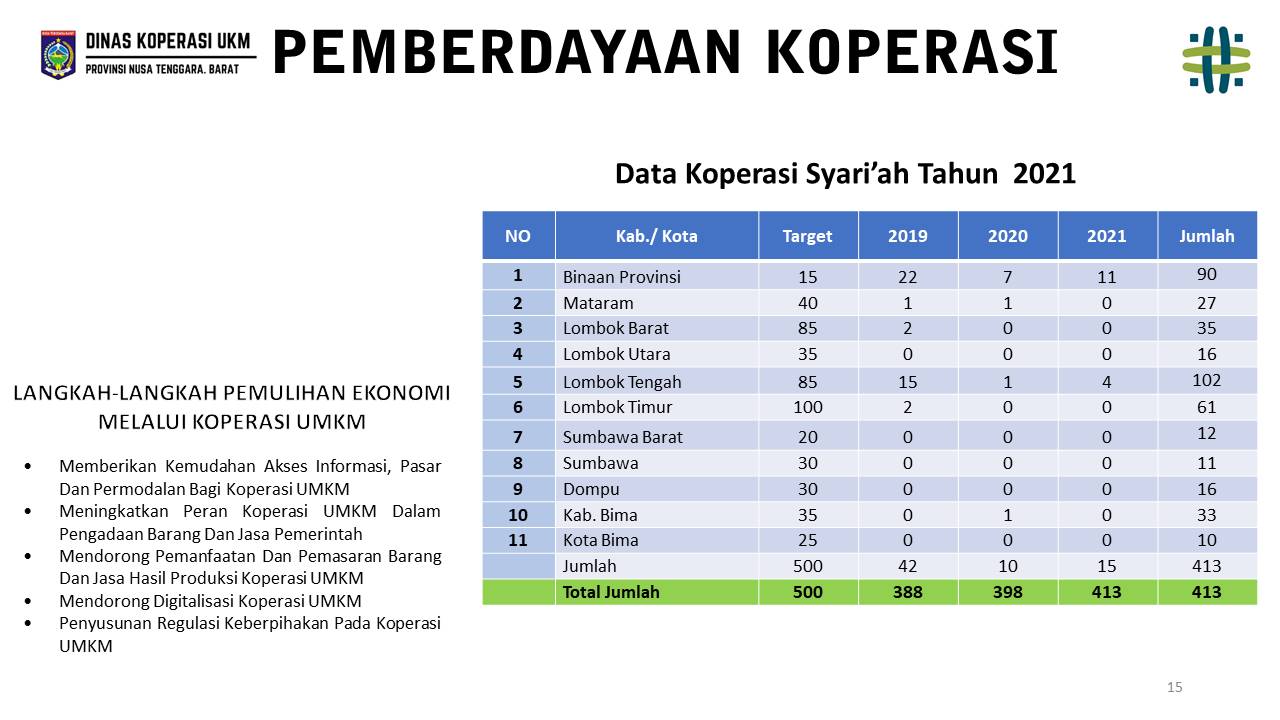 DINAS KOPERASI UKM
PROVINSI NUSA TENGGARA. BARAT
PEMBERDAYAAN KOPERASI
Data Koperasi Syari’ah Tahun 2021
NO Kab./ Kota Target 2019 2020 2021 Jumlah
1 Binaan Provinsi 15 22 7 11 90
2 Mataram 40 1 1 0 27
3 Lombok Barat 85 2 0 0 35
4 Lombok Utara 35 0 0 0 16
5 Lombok Tengah 85 15 1 4 102
6 Lombok Timur 100 2 0 0 61
7 Sumbawa Barat 20 0 0 0 12
8 Sumbawa 30 0 0 0 11
9 Dompu 30 0 0 0 16
10 Kab. Bima 35 0 1 0 33
11 Kota Bima 25 0 0 0 10
Jumlah 500 42 10 15 413
Total Jumlah 500 388 398 413 413
LANGKAH-LANGKAH PEMULIHAN EKONOMI
MELALUI KOPERASI UMKM
• Memberikan Kemudahan Akses Informasi, Pasar
Dan Permodalan Bagi Koperasi UMKM
• Meningkatkan Peran Koperasi UMKM Dalam
Pengadaan Barang Dan Jasa Pemerintah
• Mendorong Pemanfaatan Dan Pemasaran Barang
Dan Jasa Hasil Produksi Koperasi UMKM
• Mendorong Digitalisasi Koperasi UMKM
• Penyusunan Regulasi Keberpihakan Pada Koperasi
UMKM
15